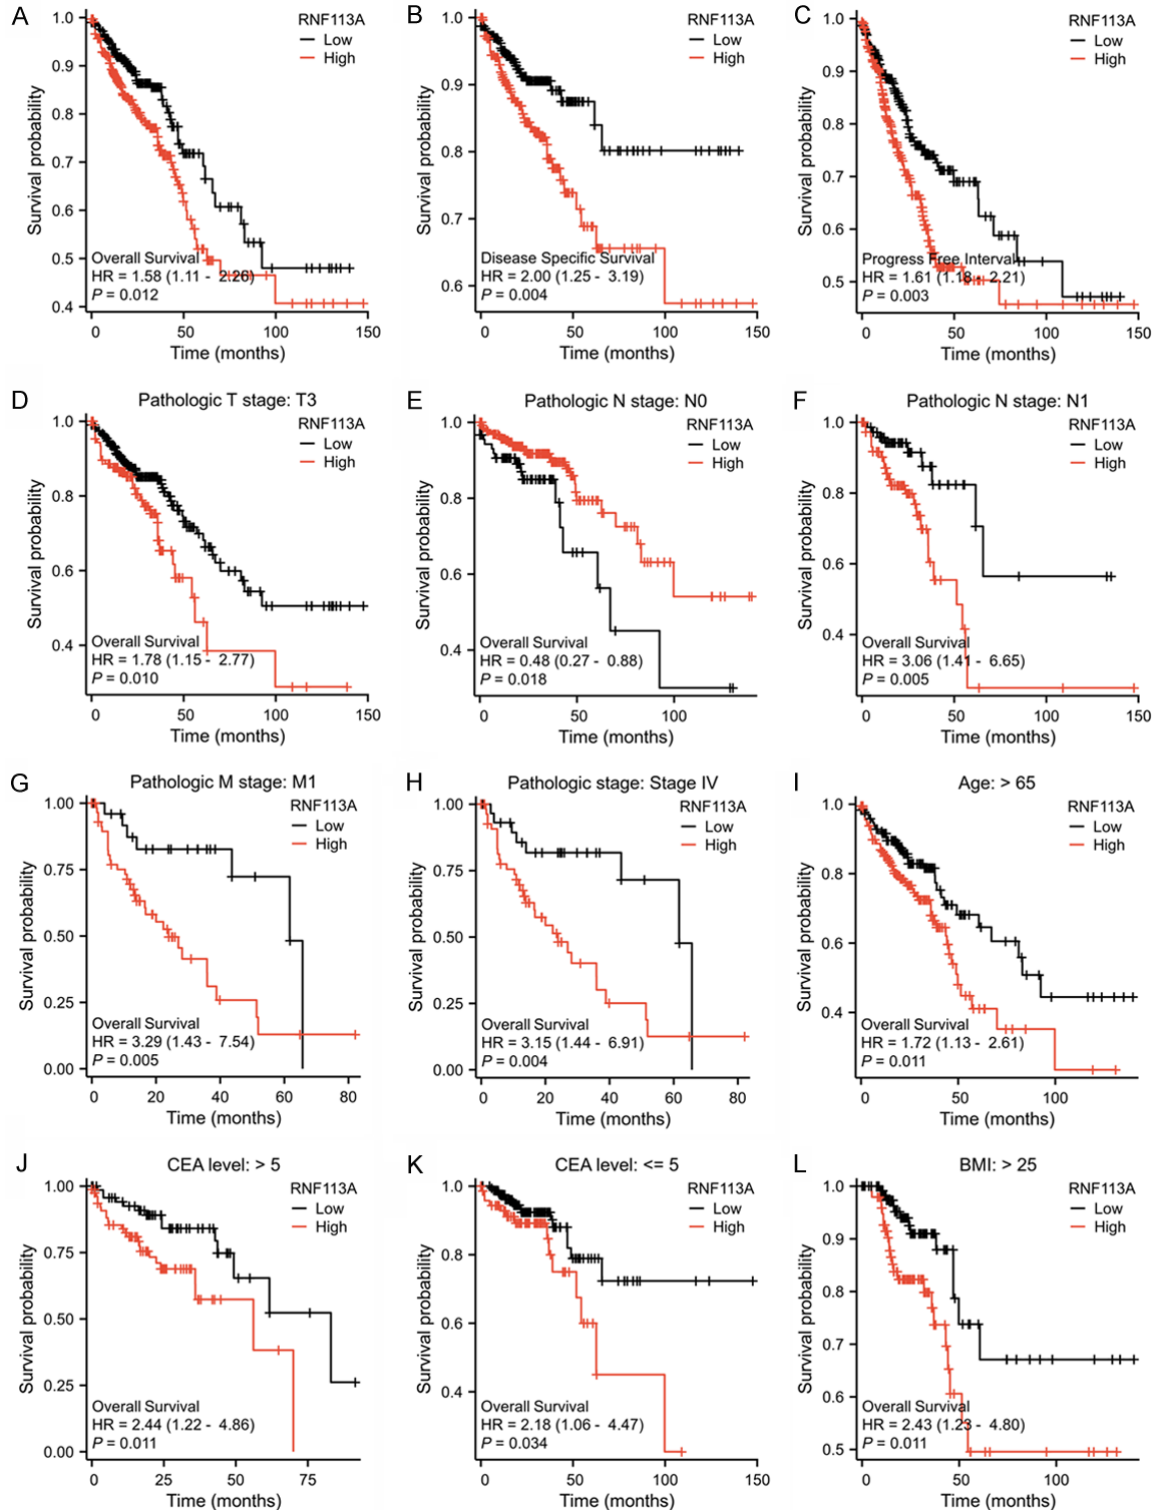 A
RNF113A
Low
High
1.0
0.9
0.8
0.7
0.6
0.5
0.4
Survival probability
Overall Survival
HR = 1.58 (1.11 - 2.26)
P = 0.012
0 50 100 150
Time (months)
B
RNF113A
Low
High
1.0
0.9
0.8
0.7
0.6
Survival probability
Disease Specific Survival
HR = 2.00 (1.25 - 3.19)
P = 0.004
0 50 100 150
Time (months)
C
RNF113A
Low
High
1.0
0.9
0.8
0.7
0.6
0.5
Survival probability
Progress Free Interval
HR = 1.61 (1.18 - 2.21)
P = 0.003
0 50 100 150
Time (months)
D
Pathologic T stage: T3
RNF113A
Low
High
1.0
0.8
0.6
0.4
Survival probability
Overall Survival
HR = 1.78 (1.15 - 2.77)
P = 0.010
0 50 100 150
Time (months)
E
Pathologic N stage: N0
RNF113A
Low
High
1.0
0.8
0.6
0.4
Survival probability
Overall Survival
HR = 0.48 (0.27 - 0.88)
P = 0.018
0 50 100
Time (months)
F
Pathologic N stage: N1
RNF113A
Low
High
1.0
0.8
0.6
0.4
Survival probability
Overall Survival
HR = 3.06 (1.41 - 6.65)
P = 0.005
0 50 100 150
Time (months)
G
Pathologic M stage: M1
RNF113A
Low
High
1.00
0.75
0.50
0.25
0.00
Survival probability
Overall Survival
HR = 3.29 (1.43 - 7.54)
P = 0.005
0 20 40 60 80
Time (months)
H
Pathologic stage: Stage IV
RNF113A
Low
High
1.00
0.75
0.50
0.25
0.00
Survival probability
Overall Survival
HR = 3.15 (1.44 - 6.91)
P = 0.004
0 20 40 60 80
Time (months)
I
Age: > 65
RNF113A
Low
High
1.0
0.8
0.6
0.4
Survival probability
Overall Survival
HR = 1.72 (1.13 - 2.61)
P = 0.011
0 50 100
Time (months)
J
CEA level: > 5
RNF113A
Low
High
1.00
0.75
0.50
0.25
0.00
Survival probability
Overall Survival
HR = 2.44 (1.22 - 4.86)
P = 0.011
0 25 50 75
Time (months)
K
CEA level: <= 5
RNF113A
Low
High
1.0
0.8
0.6
0.4
Survival probability
Overall Survival
HR = 2.18 (1.06 - 4.47)
P = 0.034
0 50 100 150
Time (months)
L
BMI: > 25
RNF113A
Low
High
1.0
0.9
0.8
0.7
0.6
0.5
Survival probability
Overall Survival
HR = 2.43 (1.23 - 4.80)
P = 0.011
0 50 100
Time (months)